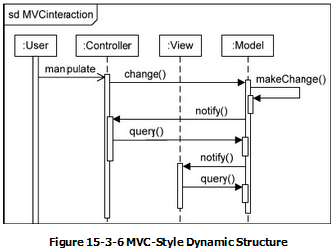 sd MVCinteraction
:User :Controller :View :Model
manipulate
change()
makeChange()
notify()
query()
notify()
query()
Figure 15-3-6 MVC-Style Dynamic Structure